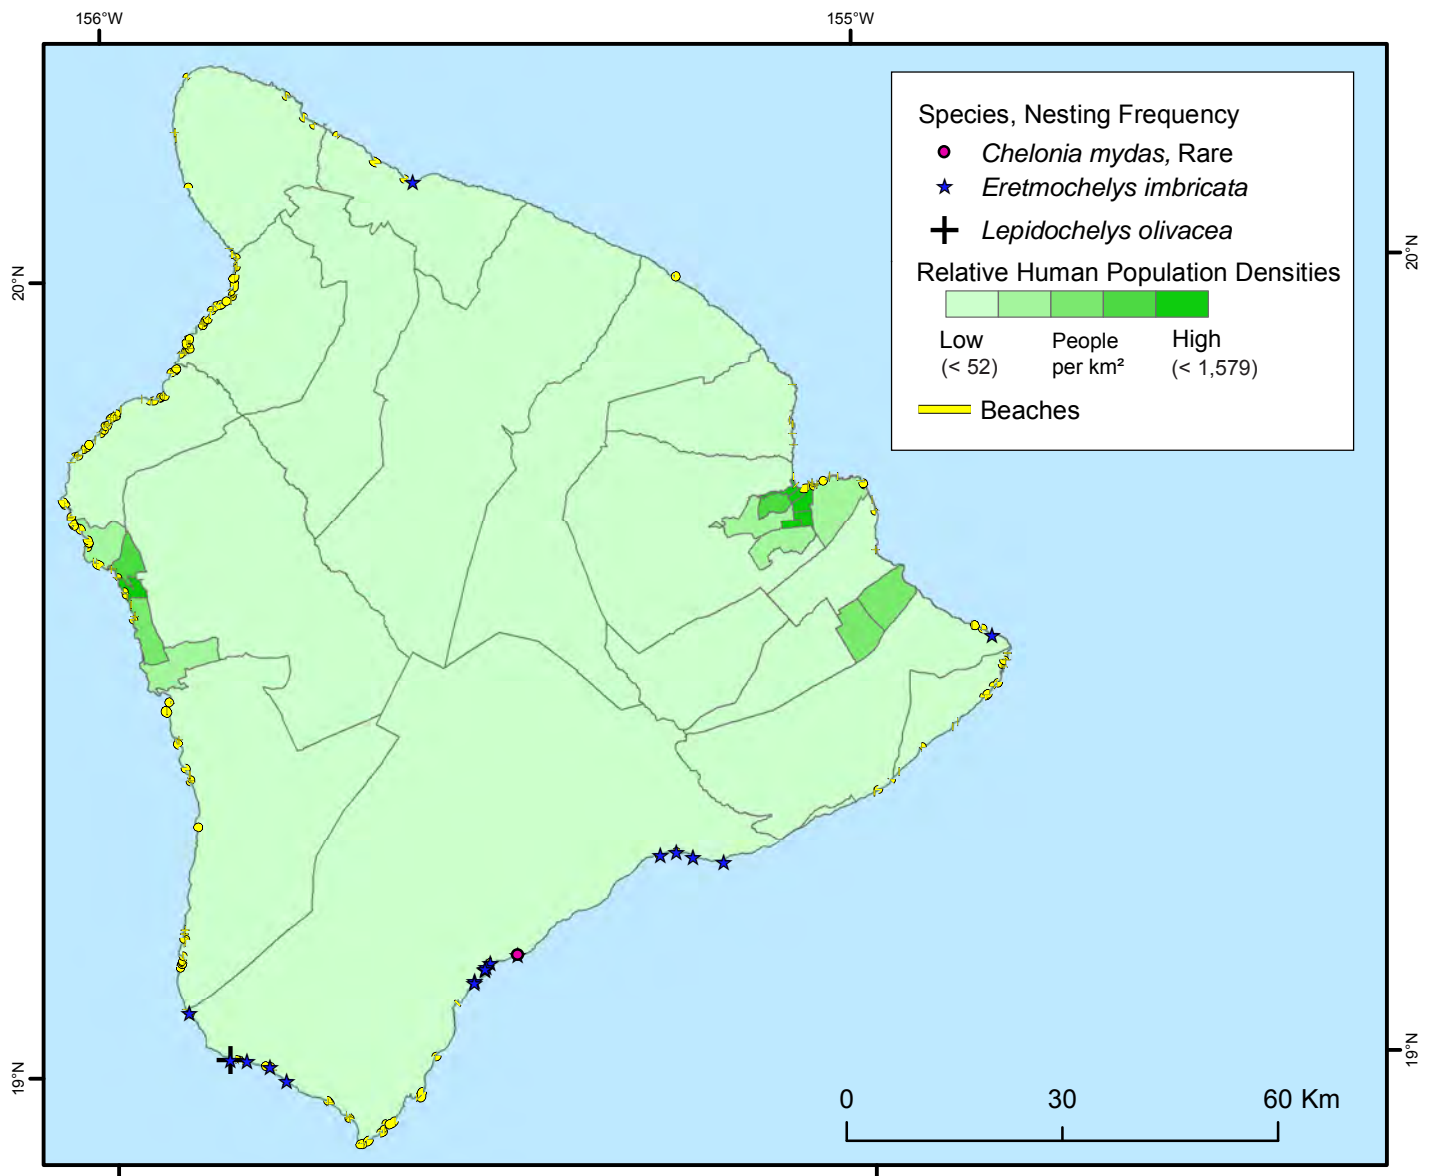 156°W
155°W
Species, Nesting Frequency
Chelonia mydas, Rare
Eretmochelys imbricata
Lepidochelys olivacea
Relative Human Population Densities
Low People High
(< 52) per km² (< 1,579)
Beaches
20°N
20°N
19°N
19°N
0 30 60 Km